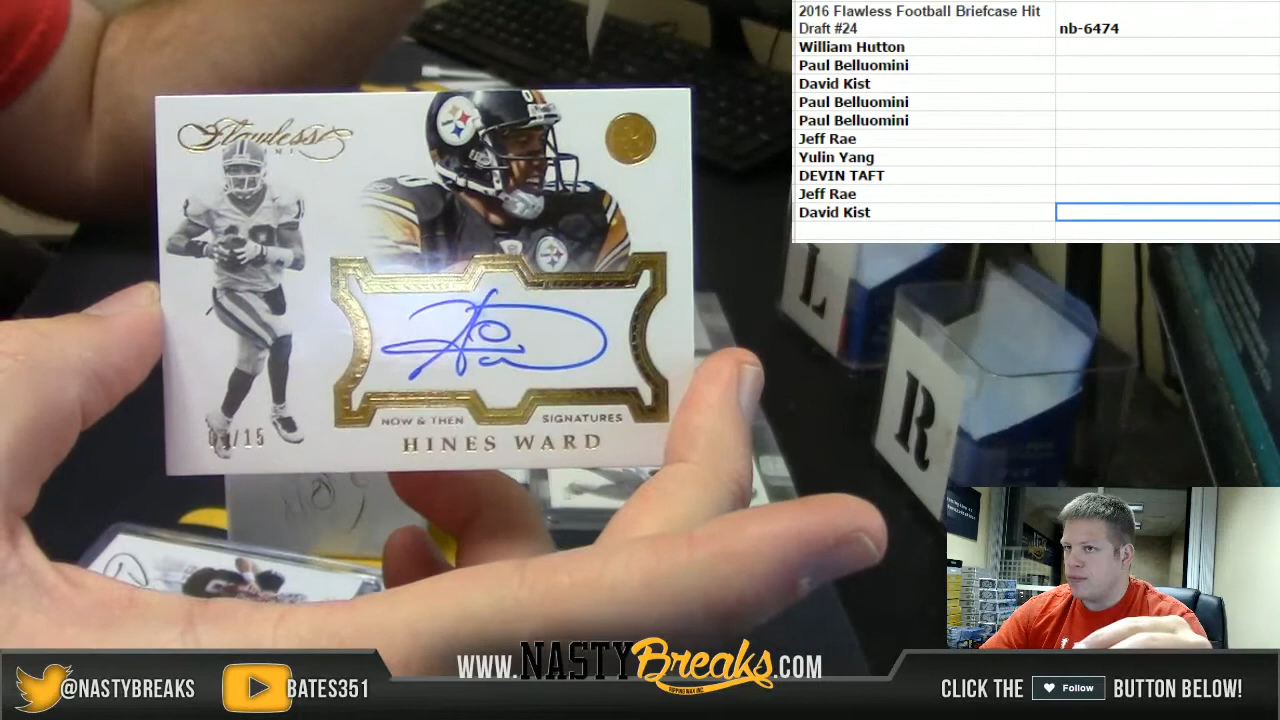 2016 Flawless Football Briefcase Hit
Draft #24 nb-6474
William Hutton
Paul Belluomini
David Kist
Paul Belluomini
Paul Belluomini
Jeff Rae
Yulin Yang
DEVIN TAFT
Jeff Rae
David Kist
Flawless
NOW & THEN SIGNATURES
HINES WARD
L
R
@NASTYBREAKS
BATES351
WWW.NASTYBreaks.COM
CLICK THE Follow BUTTON BELOW!